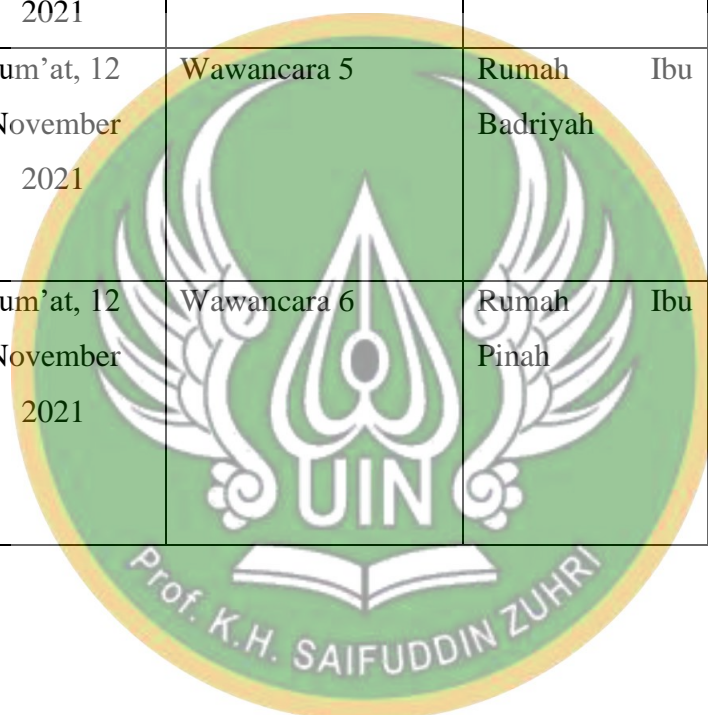 2021
um’at, 12 Wawancara 5 Rumah Ibu
November Badriyah
2021
um’at, 12 Wawancara 6 Rumah Ibu
November Pinah
2021
UIN
Prof. K.H. SAIFUDDIN ZUHRI